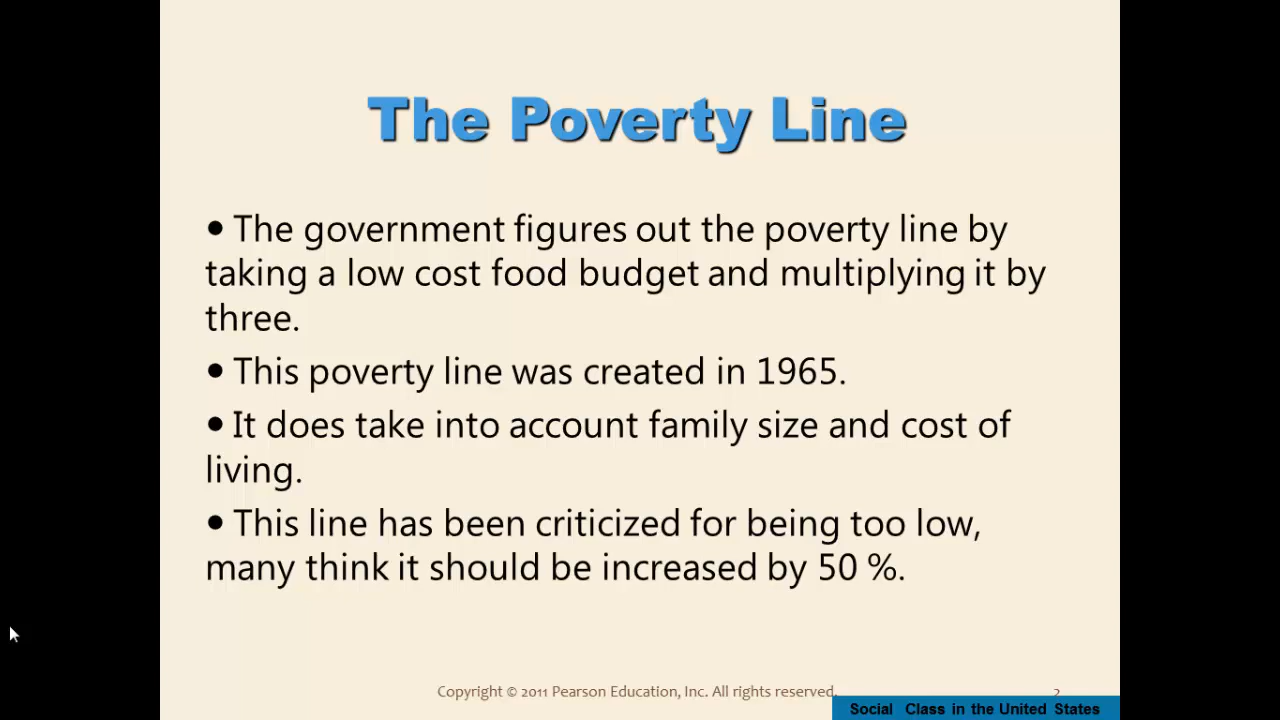 The Poverty Line
• The government figures out the poverty line by
taking a low cost food budget and multiplying it by
three.
• This poverty line was created in 1965.
• It does take into account family size and cost of
living.
• This line has been criticized for being too low,
many think it should be increased by 50 %.
Copyright © 2011 Pearson Education, Inc. All rights reserved.
2
Social Class in the United States